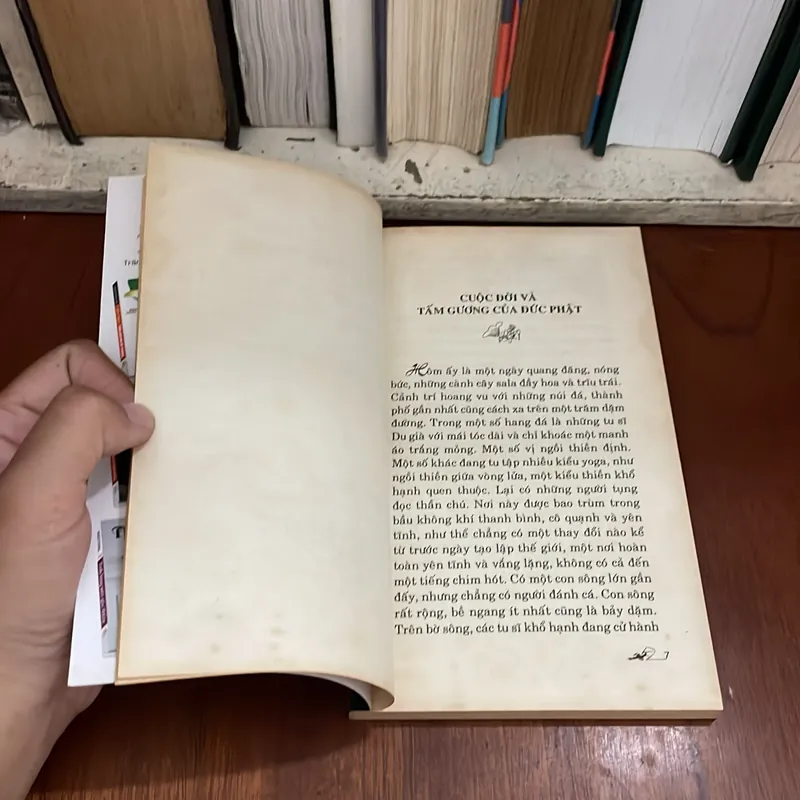 CUỘC ĐỜI VÀ
TẤM GƯƠNG CỦA ĐỨC PHẬT
Hôm ấy là một ngày quang đãng, nóng
bức, những cành cây sala đầy hoa và trĩu trái.
Cảnh trí hoang vu với những núi đá, thành
phố gần nhất cũng cách xa trên một trăm dặm
đường. Trong một số hang đá là những tu sĩ
Du già với mái tóc dài và chỉ khoác một manh
áo trắng mỏng. Một số vị ngồi thiền định.
Một số khác đang tu tập nhiều kiểu yoga, như
ngồi thiền giữa vòng lửa, một kiểu thiền khổ
hạnh quen thuộc. Lại có những người tụng
đọc thần chú. Nơi này được bao trùm trong
bầu không khí thanh bình, cô quạnh và yên
tĩnh, như thể chẳng có một thay đổi nào kể
từ trước ngày tạo lập thế giới, một nơi hoàn
toàn yên tĩnh và vắng lặng, không có cả đến
một tiếng chim hót. Có một con sông lớn gần
đấy, nhưng chẳng có người đánh cá. Con sông
rất rộng, bề ngang ít nhất cũng là bảy dặm.
Trên bờ sông, các tu sĩ khổ hạnh đang cử hành
7